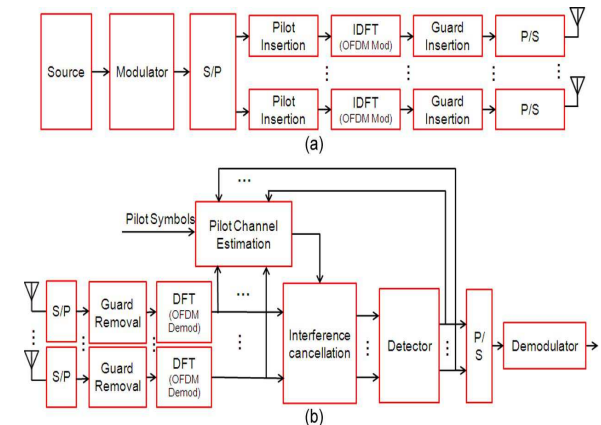 Source
Modulator
S/P
Pilot
Insertion
IDFT
(OFDM Mod)
Guard
Insertion
P/S
Pilot
Insertion
IDFT
(OFDM Mod)
Guard
Insertion
P/S
(a)
Pilot Symbols
Pilot Channel
Estimation
S/P
Guard
Removal
DFT
(OFDM
Demod)
S/P
Guard
Removal
DFT
(OFDM
Demod)
Interference
cancellation
Detector
P/
S
Demodulator
(b)